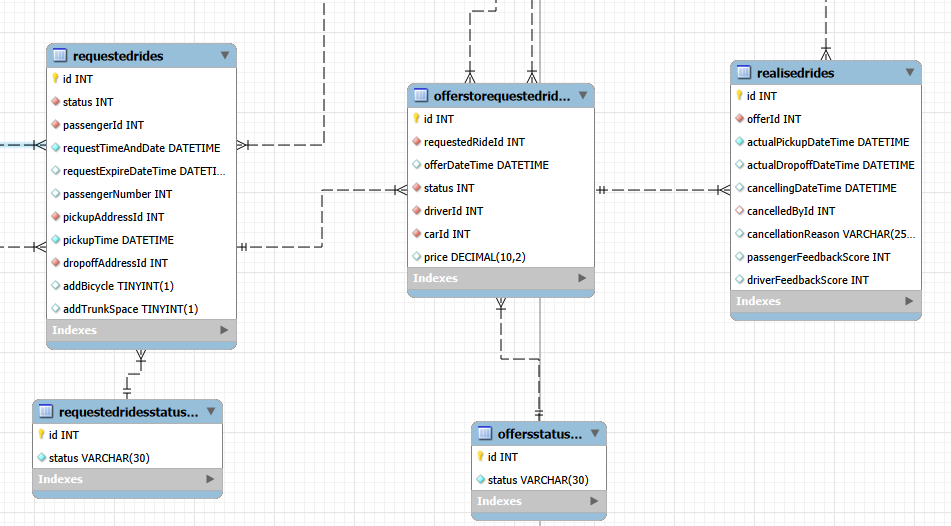 requestedrides
id INT
status INT
passengerId INT
requestTimeAndDate DATETIME
requestExpireDateTime DATETI...
passengerNumber INT
pickupAddressId INT
pickupTime DATETIME
dropoffAddressId INT
addBicycle TINYINT(1)
addTrunkSpace TINYINT(1)
Indexes
requestedridesstatus...
id INT
status VARCHAR(30)
Indexes
offerstorequestedrid...
id INT
requestedRideId INT
offerDateTime DATETIME
status INT
driverId INT
carId INT
price DECIMAL(10,2)
Indexes
offersstatus...
id INT
status VARCHAR(30)
Indexes
realisedrides
id INT
offerId INT
actualPickupDateTime DATETIME
actualDropoffDateTime DATETIME
cancellingDateTime DATETIME
cancelledById INT
cancellationReason VARCHAR(25...
passengerFeedbackScore INT
driverFeedbackScore INT
Indexes